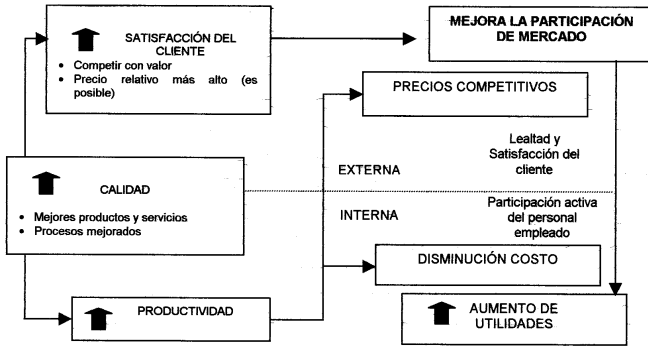 SATISFACCIÓN DEL
CLIENTE
• Competir con valor
• Precio relativo más alto (es
posible)
MEJORA LA PARTICIPACIÓN
DE MERCADO
PRECIOS COMPETITIVOS
Lealtad y
Satisfacción del
cliente
EXTERNA
CALIDAD
• Mejores productos y servicios
• Procesos mejorados
INTERNA
Participación activa
del personal
empleado
DISMINUCIÓN COSTO
PRODUCTIVIDAD
AUMENTO DE
UTILIDADES